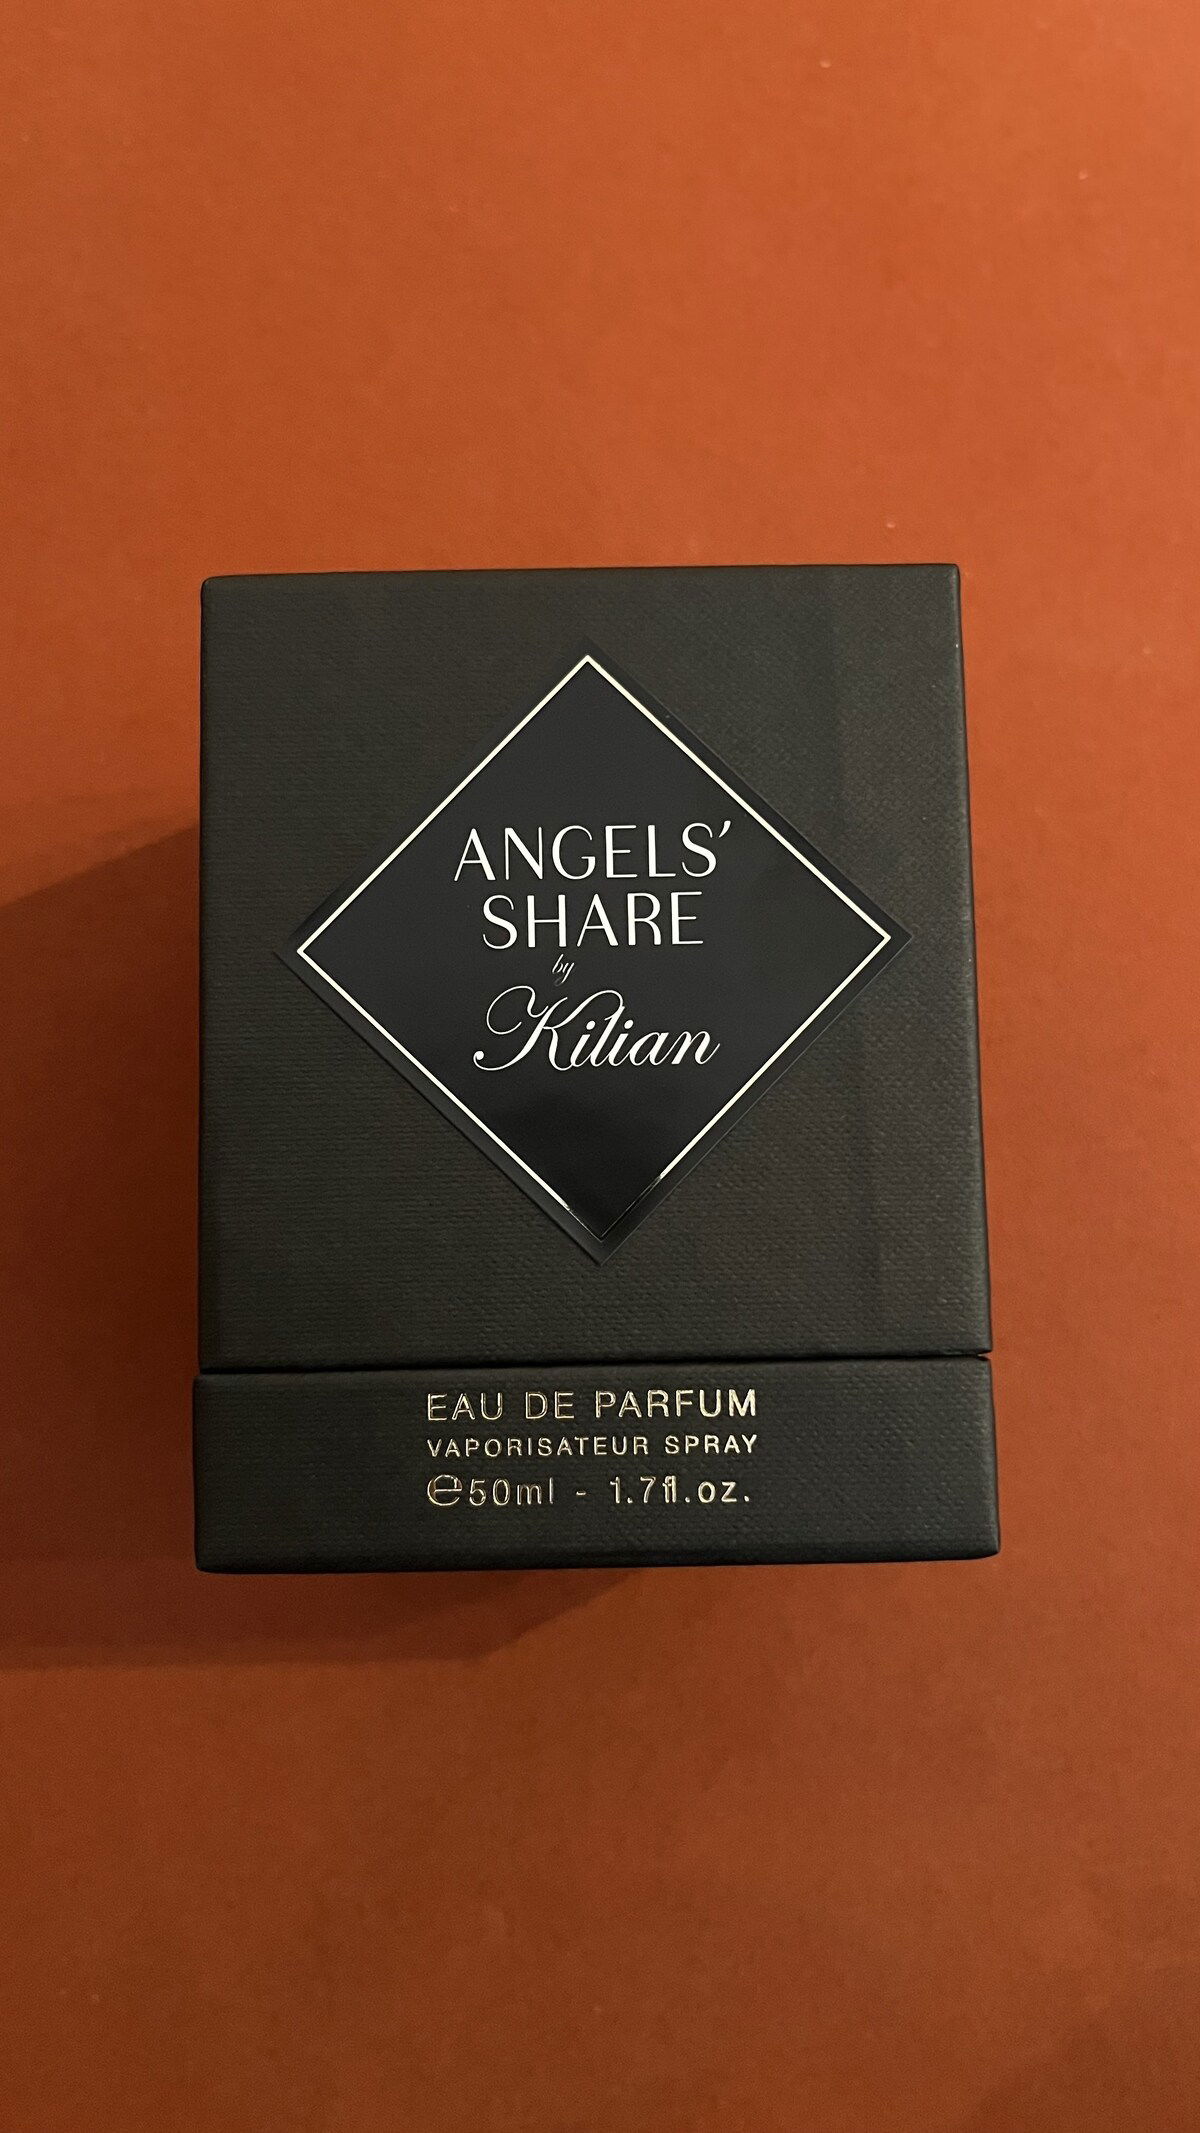 ANGELS'
SHARE
by
Kilian
EAU DE PARFUM
VAPORISATEUR SPRAY
℮50ml - 1.7fl.oz.